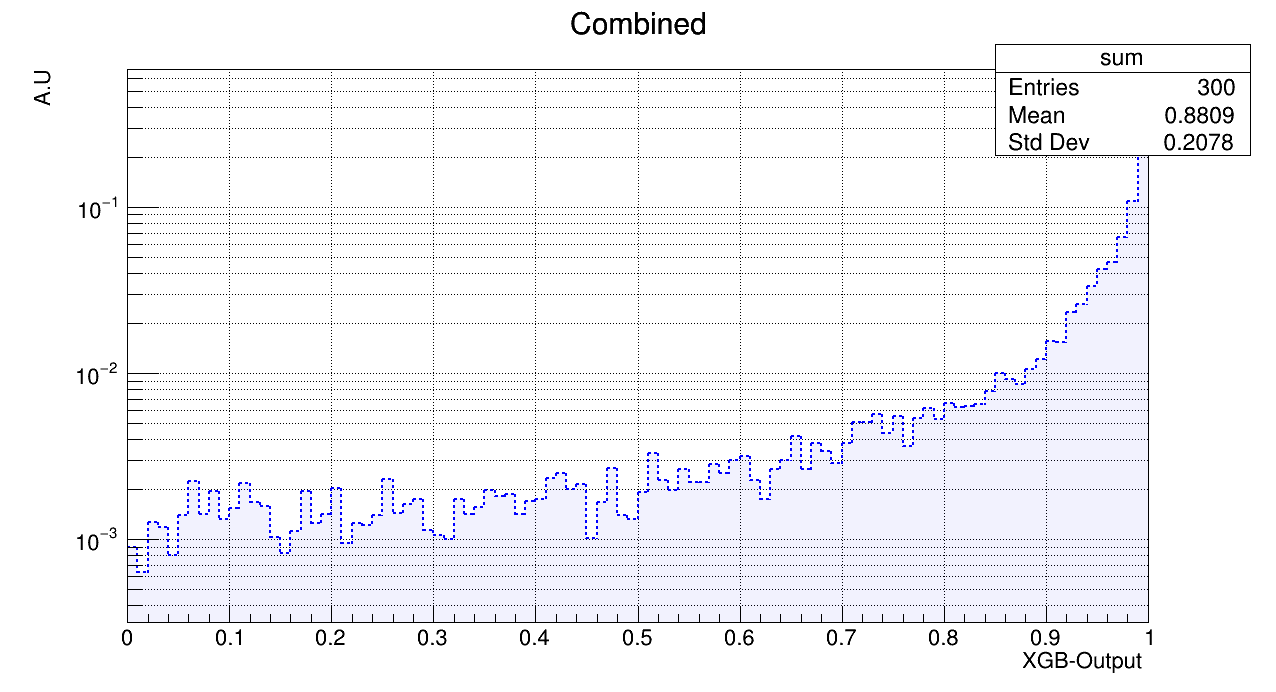 Combined
A.U
sum
Entries 300
Mean 0.8809
Std Dev 0.2078
10⁻¹
10⁻²
10⁻³
0 0.1 0.2 0.3 0.4 0.5 0.6 0.7 0.8 0.9 1
XGB-Output